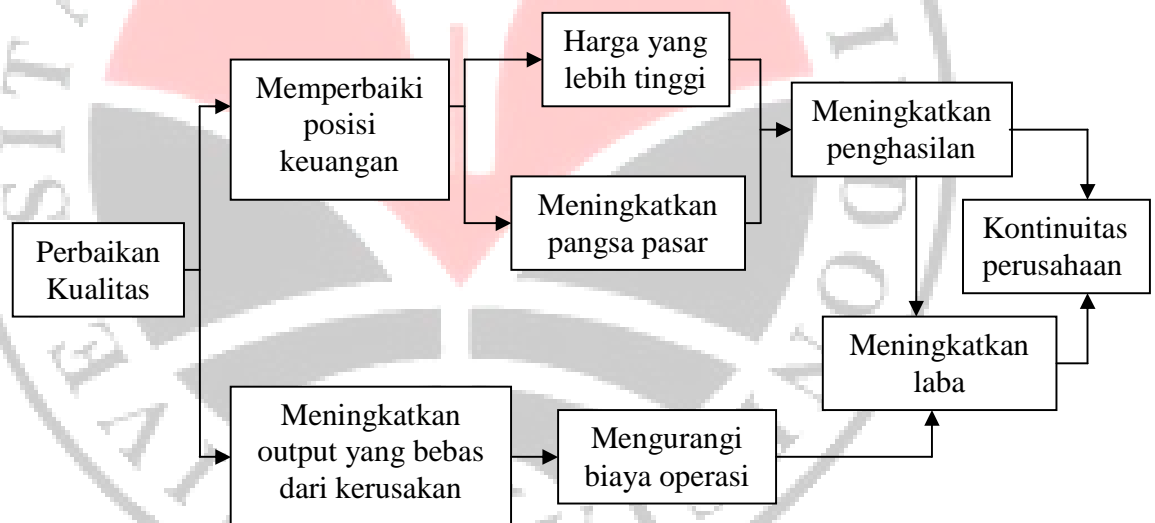 Harga yang
lebih tinggi
Memperbaiki
posisi
keuangan
Meningkatkan
penghasilan
Meningkatkan
pangsa pasar
Kontinuitas
perusahaan
Perbaikan
Kualitas
Meningkatkan
laba
Meningkatkan
output yang bebas
dari kerusakan
Mengurangi
biaya operasi